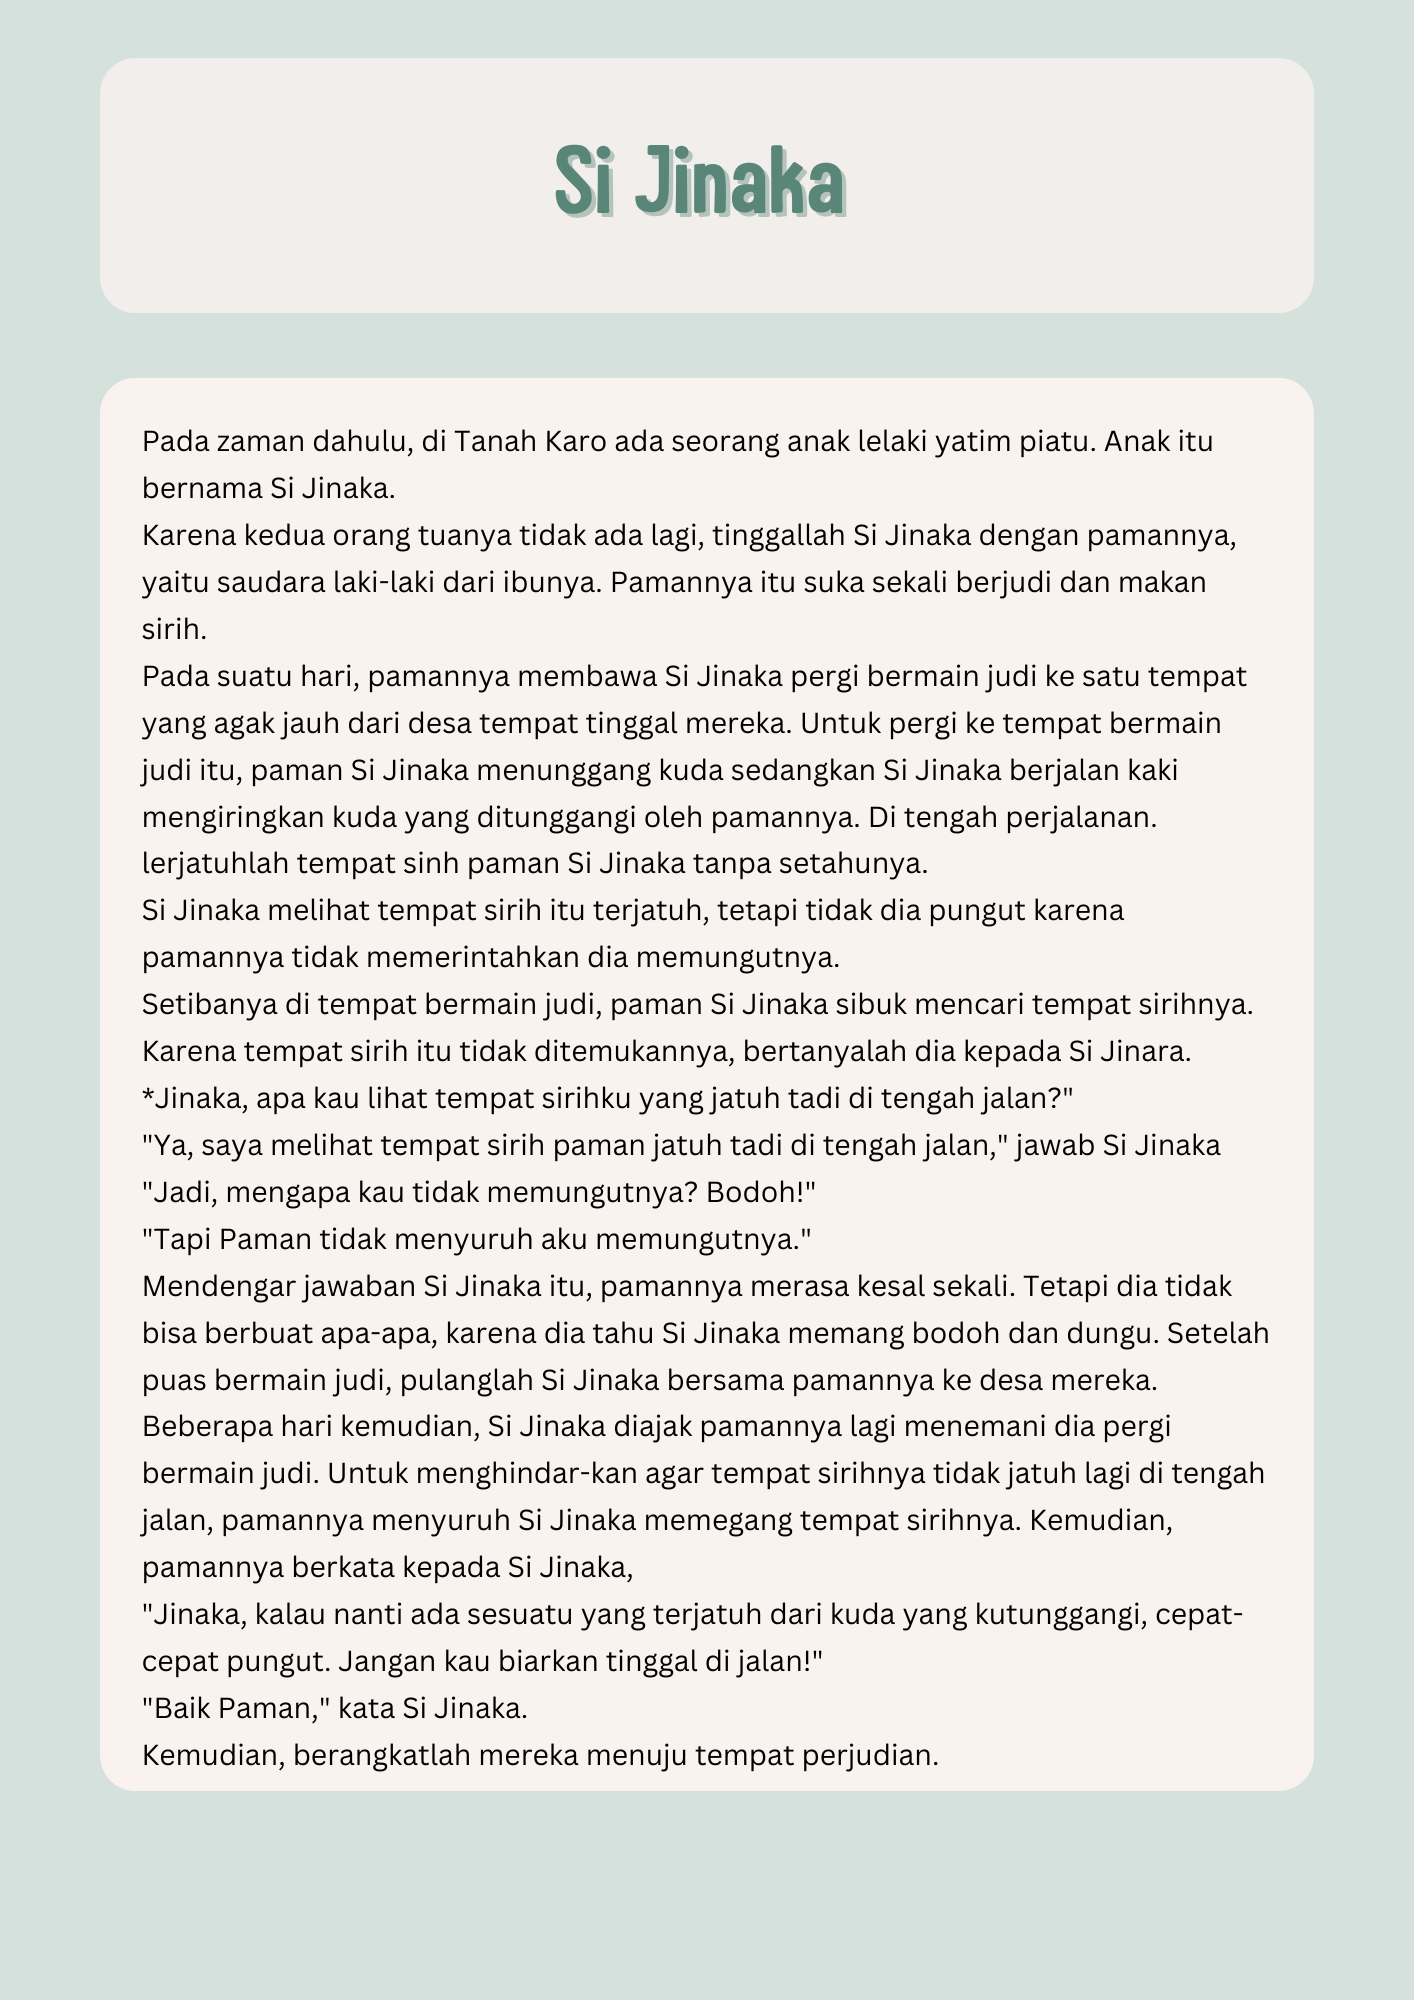 Si Jinaka
Pada zaman dahulu, di Tanah Karo ada seorang anak lelaki yatim piatu. Anak itu
bernama Si Jinaka.
Karena kedua orang tuanya tidak ada lagi, tinggallah Si Jinaka dengan pamannya,
yaitu saudara laki-laki dari ibunya. Pamannya itu suka sekali berjudi dan makan
sirih.
Pada suatu hari, pamannya membawa Si Jinaka pergi bermain judi ke satu tempat
yang agak jauh dari desa tempat tinggal mereka. Untuk pergi ke tempat bermain
judi itu, paman Si Jinaka menunggang kuda sedangkan Si Jinaka berjalan kaki
mengiringkan kuda yang ditunggangi oleh pamannya. Di tengah perjalanan.
lerjatuhlah tempat sinh paman Si Jinaka tanpa setahunya.
Si Jinaka melihat tempat sirih itu terjatuh, tetapi tidak dia pungut karena
pamannya tidak memerintahkan dia memungutnya.
Setibanya di tempat bermain judi, paman Si Jinaka sibuk mencari tempat sirihnya.
Karena tempat sirih itu tidak ditemukannya, bertanyalah dia kepada Si Jinara.
*Jinaka, apa kau lihat tempat sirihku yang jatuh tadi di tengah jalan?"
"Ya, saya melihat tempat sirih paman jatuh tadi di tengah jalan," jawab Si Jinaka
"Jadi, mengapa kau tidak memungutnya? Bodoh!"
"Tapi Paman tidak menyuruh aku memungutnya."
Mendengar jawaban Si Jinaka itu, pamannya merasa kesal sekali. Tetapi dia tidak
bisa berbuat apa-apa, karena dia tahu Si Jinaka memang bodoh dan dungu. Setelah
puas bermain judi, pulanglah Si Jinaka bersama pamannya ke desa mereka.
Beberapa hari kemudian, Si Jinaka diajak pamannya lagi menemani dia pergi
bermain judi. Untuk menghindar-kan agar tempat sirihnya tidak jatuh lagi di tengah
jalan, pamannya menyuruh Si Jinaka memegang tempat sirihnya. Kemudian,
pamannya berkata kepada Si Jinaka,
"Jinaka, kalau nanti ada sesuatu yang terjatuh dari kuda yang kutunggangi, cepat-
cepat pungut. Jangan kau biarkan tinggal di jalan!"
"Baik Paman," kata Si Jinaka.
Kemudian, berangkatlah mereka menuju tempat perjudian.